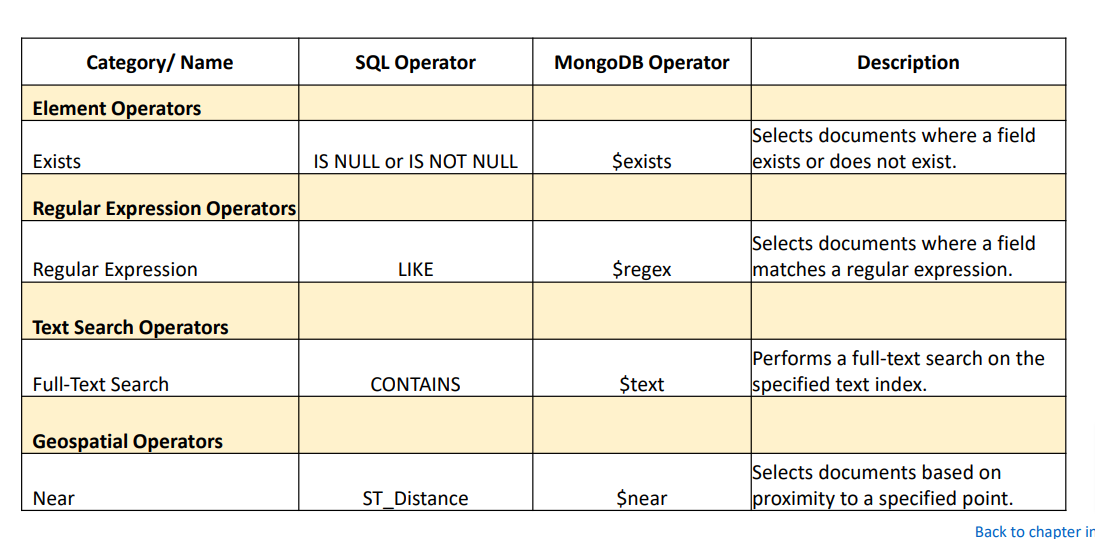 Category/ Name SQL Operator MongoDB Operator Description
Element Operators
Exists IS NULL or IS NOT NULL $exists Selects documents where a field
exists or does not exist.
Regular Expression Operators
Regular Expression LIKE $regex Selects documents where a field
matches a regular expression.
Text Search Operators
Full-Text Search CONTAINS $text Performs a full-text search on the
specified text index.
Geospatial Operators
Near ST_Distance $near Selects documents based on
proximity to a specified point.
Back to chapter in